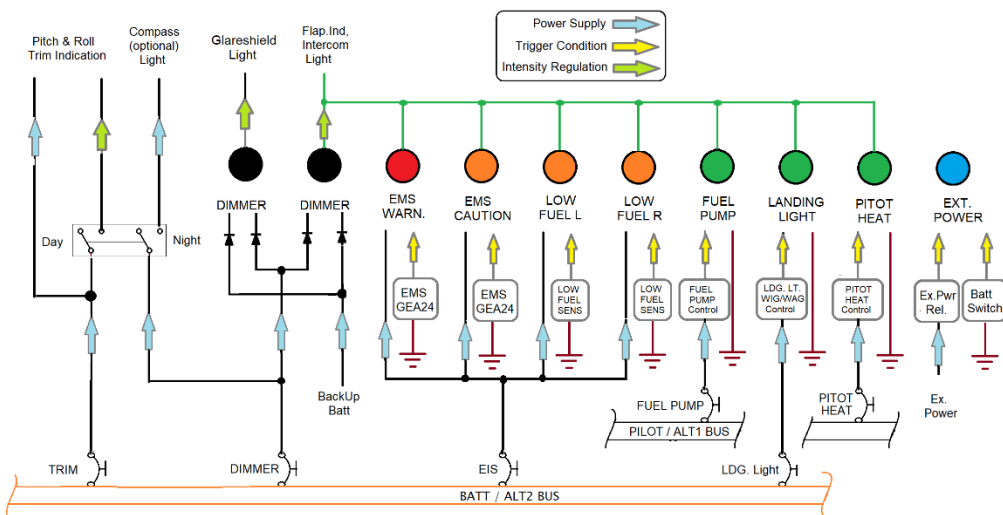 Pitch & Roll
Trim Indication
Compass
(optional)
Light
Glareshield
Light
Flap.Ind,
Intercom
Light
Power Supply
Trigger Condition
Intensity Regulation
DIMMER
DIMMER
EMS
WARN.
EMS
CAUTION
LOW
FUEL L
LOW
FUEL R
FUEL
PUMP
LANDING
LIGHT
PITOT
HEAT
EXT.
POWER
Day
Night
EMS
GEA24
EMS
GEA24
LOW
FUEL
SENS
LOW
FUEL
SENS
FUEL
PUMP
Control
LDG. LT.
WIG/WAG
Control
PITOT
HEAT
Control
Ex.Pwr
Rel.
Batt
Switch
BackUp
Batt
FUEL PUMP
PILOT / ALT1 BUS
PITOT
HEAT
Ex.
Power
TRIM
DIMMER
EIS
LDG. Light
BATT / ALT2 BUS